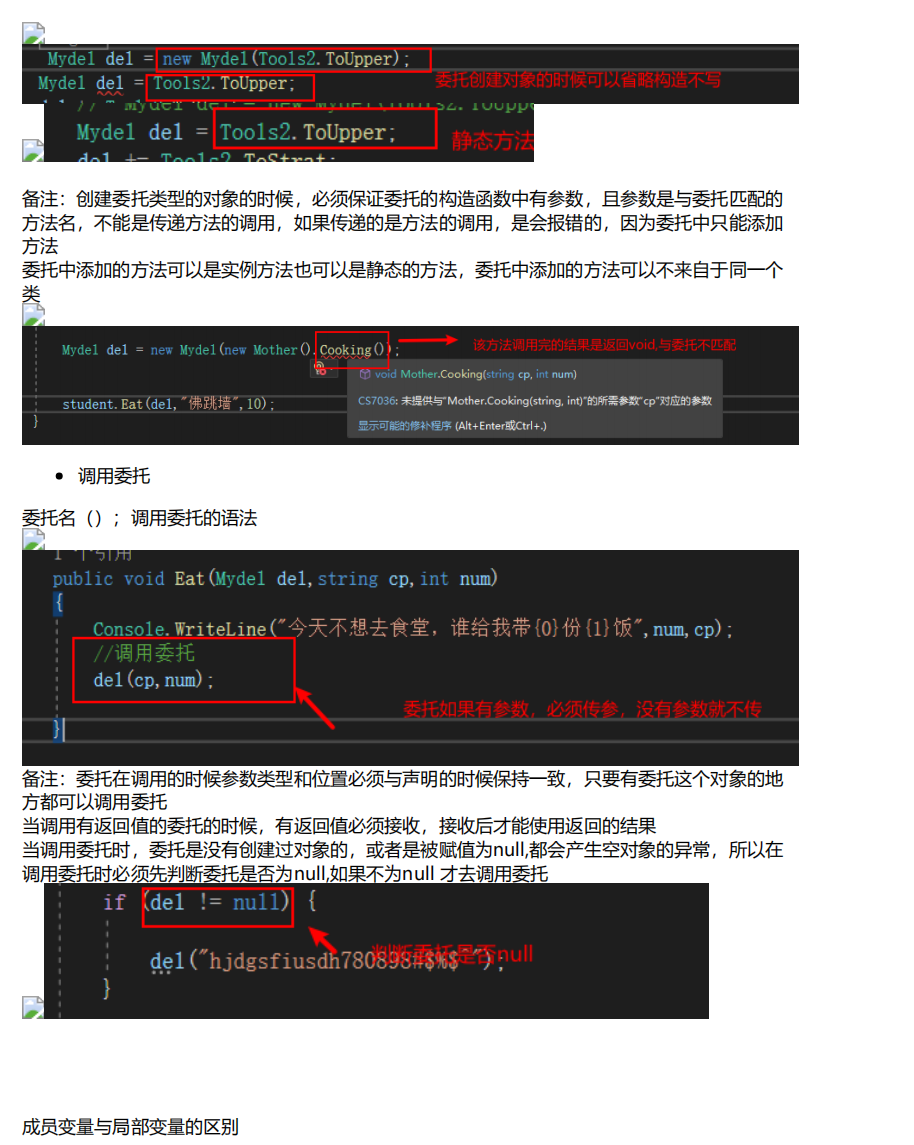 Mydel del = new Mydel(Tools2.ToUpper);
Mydel del = Tools2.ToUpper;
委托创建对象的时候可以省略构造不写
Mydel del = Tools2.ToUpper;
静态方法
del += Tools2.ToStrat;
备注：创建委托类型的对象的时候，必须保证委托的构造函数中有参数，且参数是与委托匹配的
方法名，不能是传递方法的调用，如果传递的是方法的调用，是会报错的，因为委托中只能添加
方法
委托中添加的方法可以是实例方法也可以是静态的方法，委托中添加的方法可以不来自于同一个
类
Mydel del = new Mydel(new Mother().Cooking());
该方法调用完的结果是返回void,与委托不匹配
void Mother.Cooking(string cp, int num)
CS7036: 未提供与"Mother.Cooking(string, int)"的所需参数"cp"对应的参数
student.Eat(del,"佛跳墙",10);
显示可能的修补程序 (Alt+Enter或Ctrl+.)
}
• 调用委托
委托名（）；调用委托的语法
1 个引用
public void Eat(Mydel del,string cp,int num)
{
Console.WriteLine("今天不想去食堂，谁给我带{0}份{1}饭",num,cp);
//调用委托
del(cp,num);
委托如果有参数，必须传参，没有参数就不传
}
备注：委托在调用的时候参数类型和位置必须与声明的时候保持一致，只要有委托这个对象的地
方都可以调用委托
当调用有返回值的委托的时候，有返回值必须接收，接收后才能使用返回的结果
当调用委托时，委托是没有创建过对象的，或者是被赋值为null,都会产生空对象的异常，所以在
调用委托时必须先判断委托是否为null,如果不为null 才去调用委托
if (del != null) {
判断委托是否null
del("hjdgsfiusdh780898#$%$^");
}
成员变量与局部变量的区别